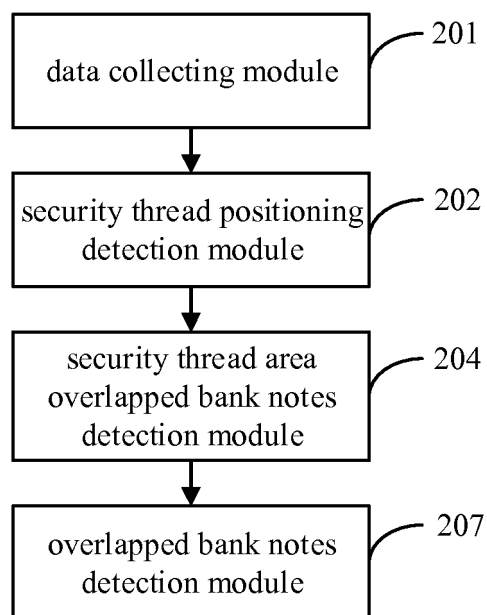 data collecting module
201
security thread positioning
detection module
202
security thread area
overlapped bank notes
detection module
204
overlapped bank notes
detection module
207